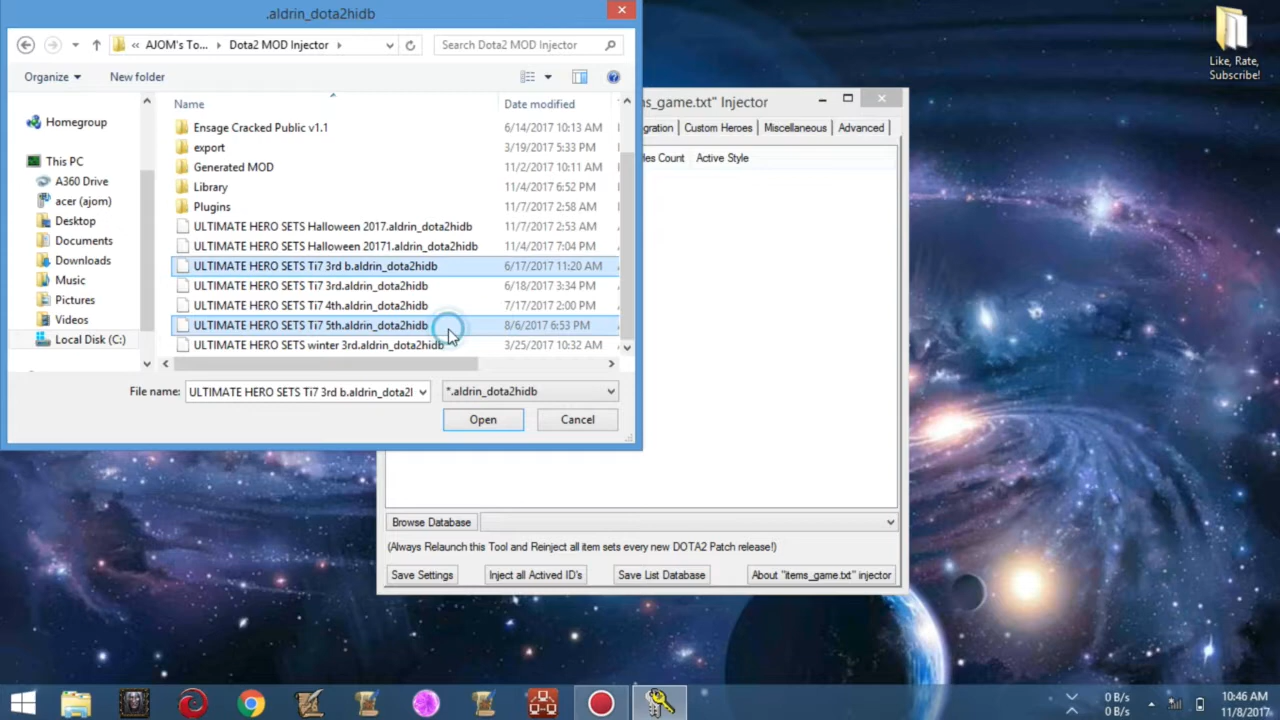 .aldrin_dota2hidb
« AJOM's To... Dota2 MOD Injector
Search Dota2 MOD Injector
Organize
New folder
Name
Date modified
Homegroup
This PC
A360 Drive
acer (ajom)
Desktop
Documents
Downloads
Music
Pictures
Videos
Local Disk (C:)
Ensage Cracked Public v1.1 6/14/2017 10:13 AM
export 3/19/2017 5:33 PM
Generated MOD 11/2/2017 10:11 AM
Library 11/4/2017 6:52 PM
Plugins 11/7/2017 2:58 AM
ULTIMATE HERO SETS Halloween 2017.aldrin_dota2hidb 11/7/2017 2:53 AM
ULTIMATE HERO SETS Halloween 20171.aldrin_dota2hidb 11/4/2017 7:04 PM
ULTIMATE HERO SETS Ti7 3rd b.aldrin_dota2hidb 6/17/2017 11:20 AM
ULTIMATE HERO SETS Ti7 3rd.aldrin_dota2hidb 6/18/2017 3:34 PM
ULTIMATE HERO SETS Ti7 4th.aldrin_dota2hidb 7/17/2017 2:00 PM
ULTIMATE HERO SETS Ti7 5th.aldrin_dota2hidb 8/6/2017 6:53 PM
ULTIMATE HERO SETS winter 3rd.aldrin_dota2hidb 3/25/2017 10:32 AM
File name: ULTIMATE HERO SETS Ti7 3rd b.aldrin_dota2l
*.aldrin_dota2hidb
Open
Cancel
ns_game.txt" Injector
gration Custom Heroes Miscellaneous Advanced
les Count Active Style
Browse Database
(Always Relaunch this Tool and Reinject all item sets every new DOTA2 Patch release!)
Save Settings
Inject all Actived ID's
Save List Database
About "items_game.txt" injector
Like, Rate,
Subscribe!
0 B/s
0 B/s
10:46 AM
11/8/2017